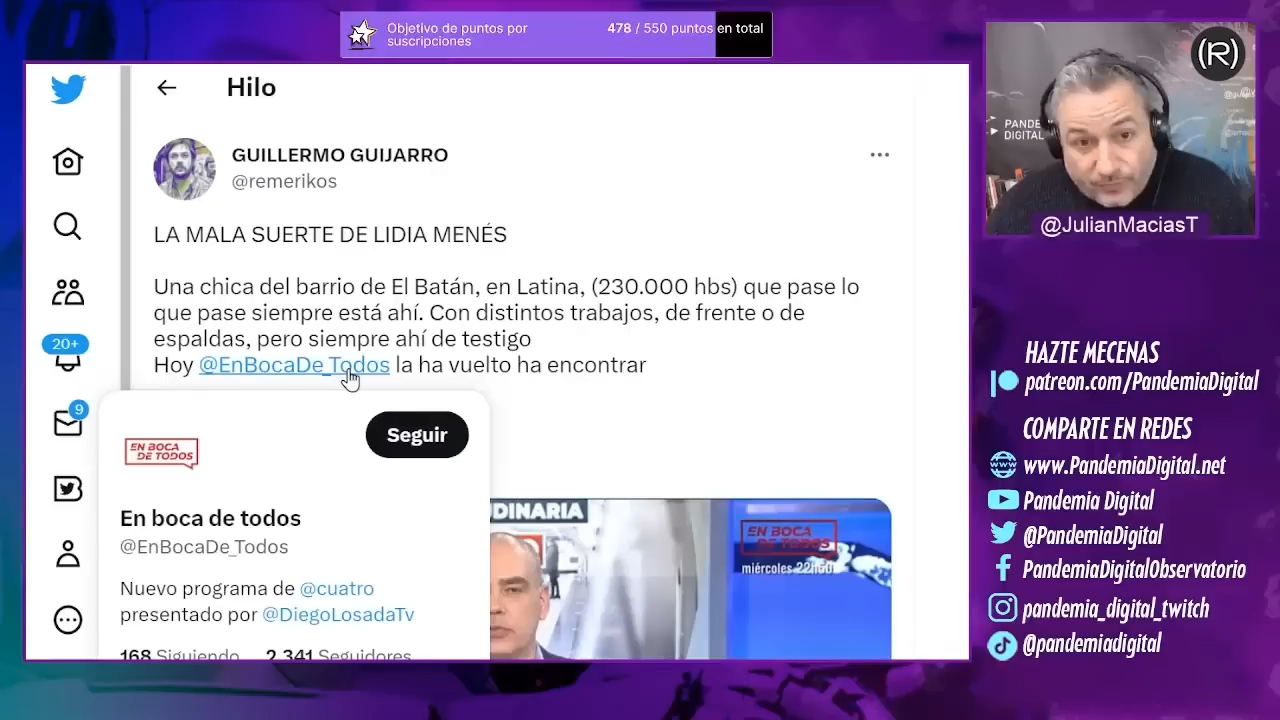 Objetivo de puntos por
suscripciones
478 / 550 puntos en total
Hilo
GUILLERMO GUIJARRO
@remerikos
LA MALA SUERTE DE LIDIA MENÉS
Una chica del barrio de El Batán, en Latina, (230.000 hbs) que pase lo
que pase siempre está ahí. Con distintos trabajos, de frente o de
espaldas, pero siempre ahí de testigo
Hoy @EnBocaDe_Todos la ha vuelto ha encontrar
20+
9
EN BOCA
DE TODOS
Seguir
En boca de todos
@EnBocaDe_Todos
Nuevo programa de @cuatro
presentado por @DiegoLosadaTv
168 Siguiendo 2.341 Seguidores
UDINARIA
EN BOCA
DE TODOS
miércoles 22h50
(R)
PANDE
DIGITAL
@JulianMaciasT
HAZTE MECENAS
patreon.com/PandemiaDigital
COMPARTE EN REDES
www.PandemiaDigital.net
Pandemia Digital
@PandemiaDigital
PandemiaDigitalObservatorio
pandemia_digital_twitch
@pandemiadigital